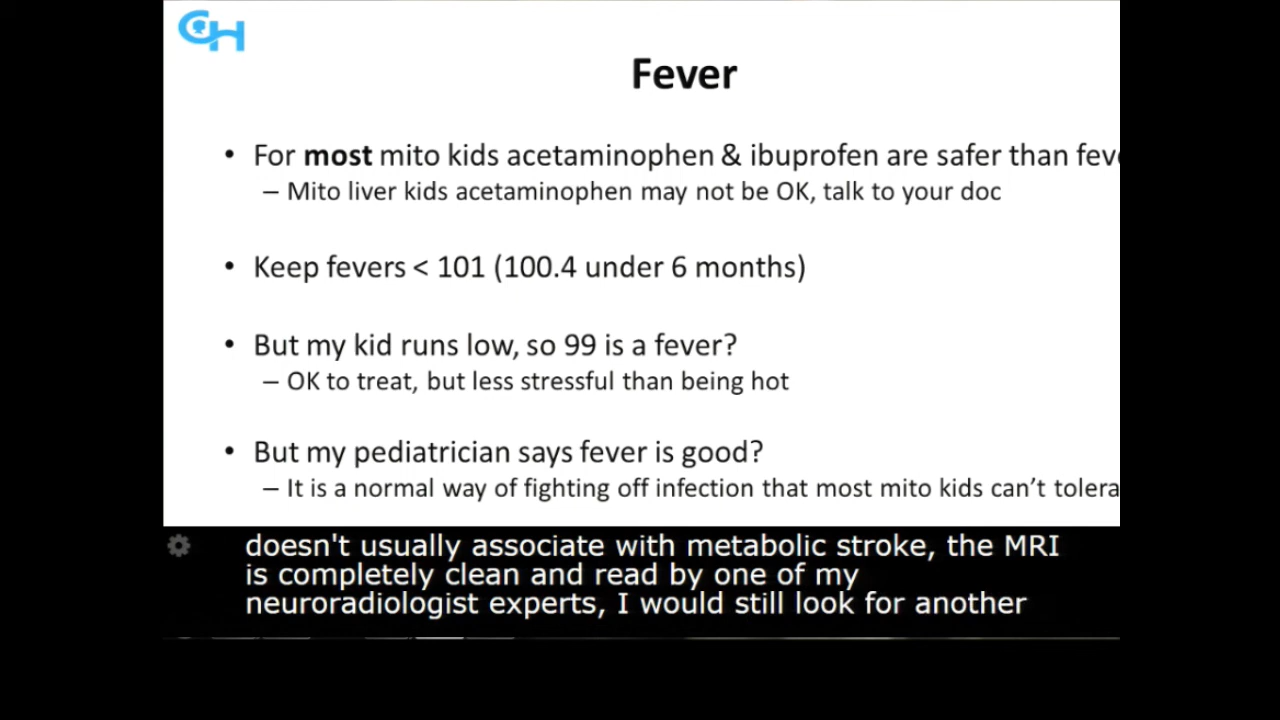 CH
Fever
• For most mito kids acetaminophen & ibuprofen are safer than
– Mito liver kids acetaminophen may not be OK, talk to your doc
• Keep fevers < 101 (100.4 under 6 months)
• But my kid runs low, so 99 is a fever?
– OK to treat, but less stressful than being hot
• But my pediatrician says fever is good?
– It is a normal way of fighting off infection that most mito kids can't
doesn't usually associate with metabolic stroke, the MRI
is completely clean and read by one of my
neuroradiologist experts, I would still look for another